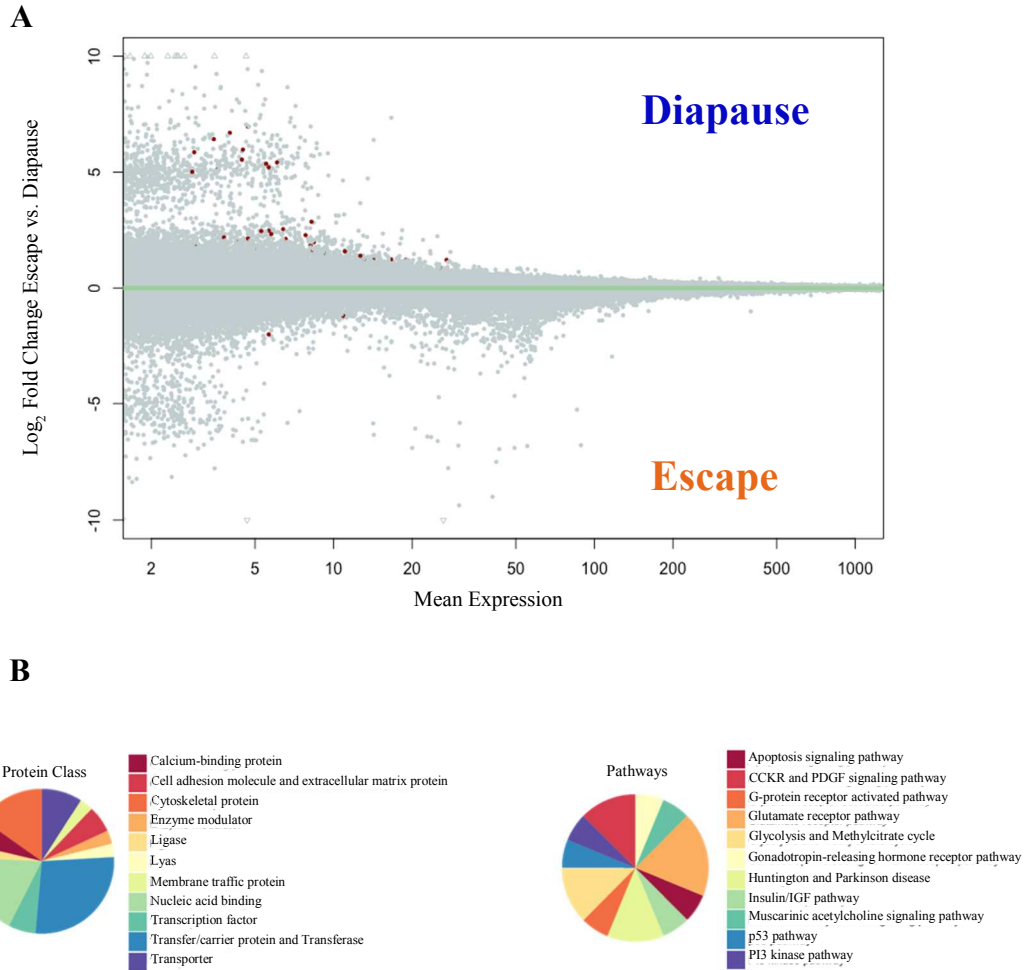 A
Log2 Fold Change Escape vs. Diapause
10
5
0
-5
-10
Diapause
Escape
2 5 10 20 50 100 200 500 1000
Mean Expression
B
Protein Class
Calcium-binding protein
Cell adhesion molecule and extracellular matrix protein
Cytoskeletal protein
Enzyme modulator
Ligase
Lyas
Membrane traffic protein
Nucleic acid binding
Transcription factor
Transfer/carrier protein and Transferase
Transporter
Pathways
Apoptosis signaling pathway
CCKR and PDGF signaling pathway
G-protein receptor activated pathway
Glutamate receptor pathway
Glycolysis and Methylcitrate cycle
Gonadotropin-releasing hormone receptor pathway
Huntington and Parkinson disease
Insulin/IGF pathway
Muscarinic acetylcholine signaling pathway
p53 pathway
PI3 kinase pathway